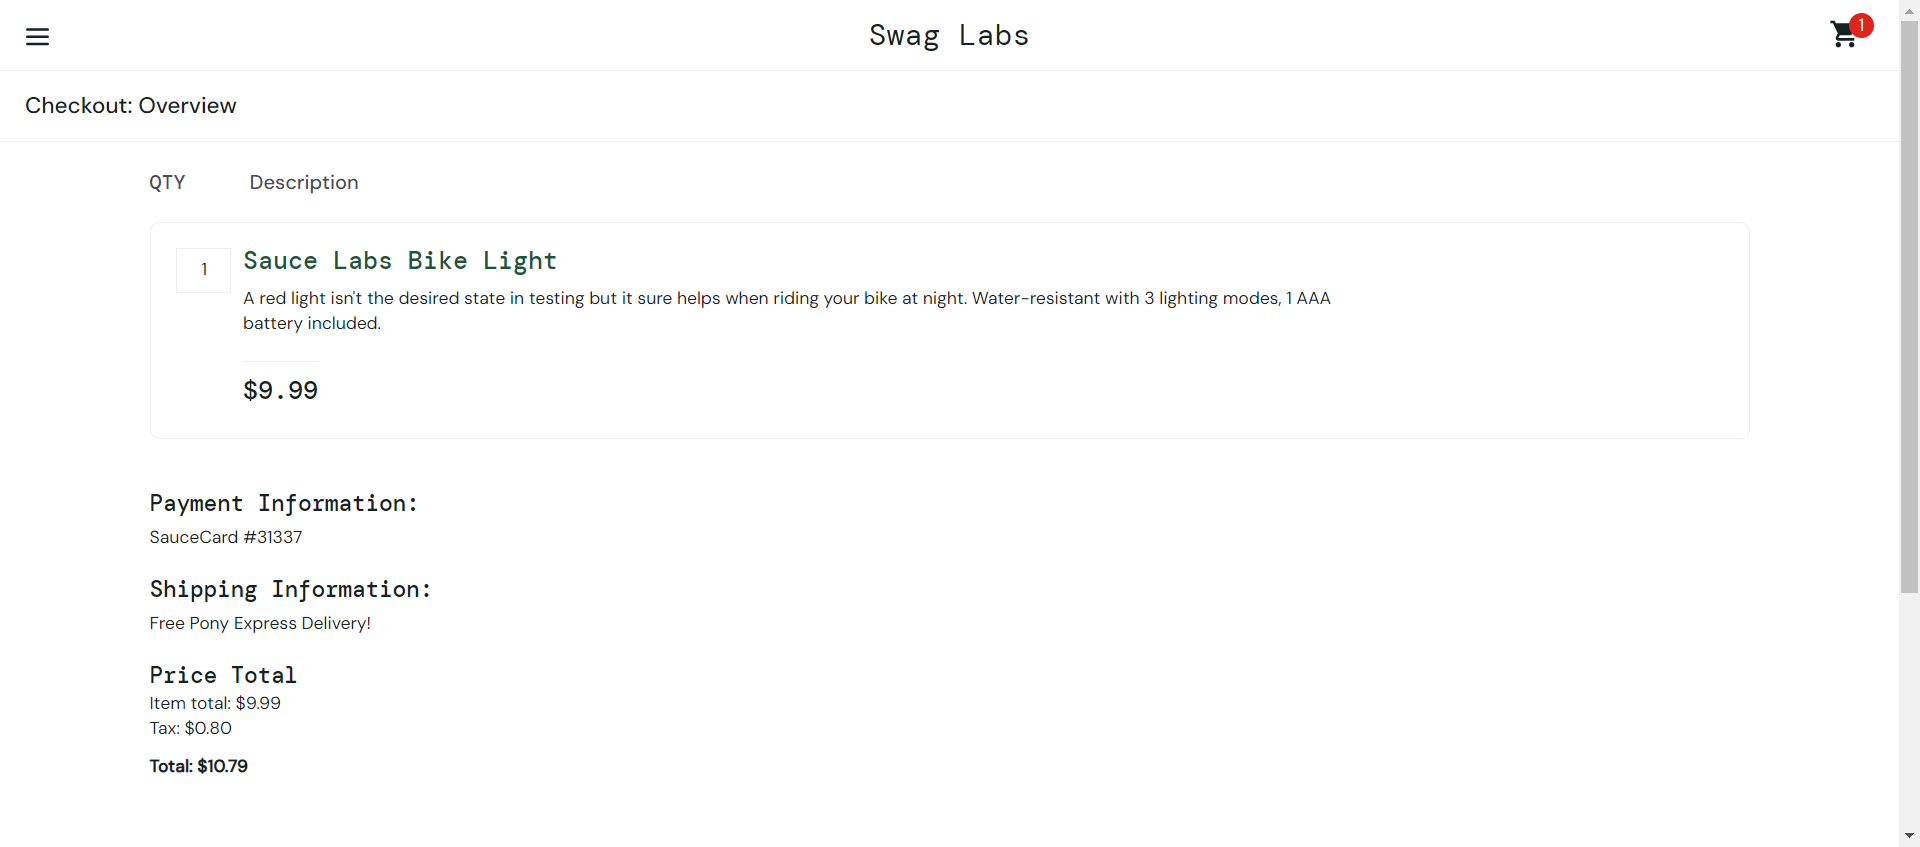 Swag Labs
1
Checkout: Overview
QTY Description
1
Sauce Labs Bike Light
A red light isn't the desired state in testing but it sure helps when riding your bike at night. Water-resistant with 3 lighting modes, 1 AAA
battery included.
$9.99
Payment Information:
SauceCard #31337
Shipping Information:
Free Pony Express Delivery!
Price Total
Item total: $9.99
Tax: $0.80
Total: $10.79